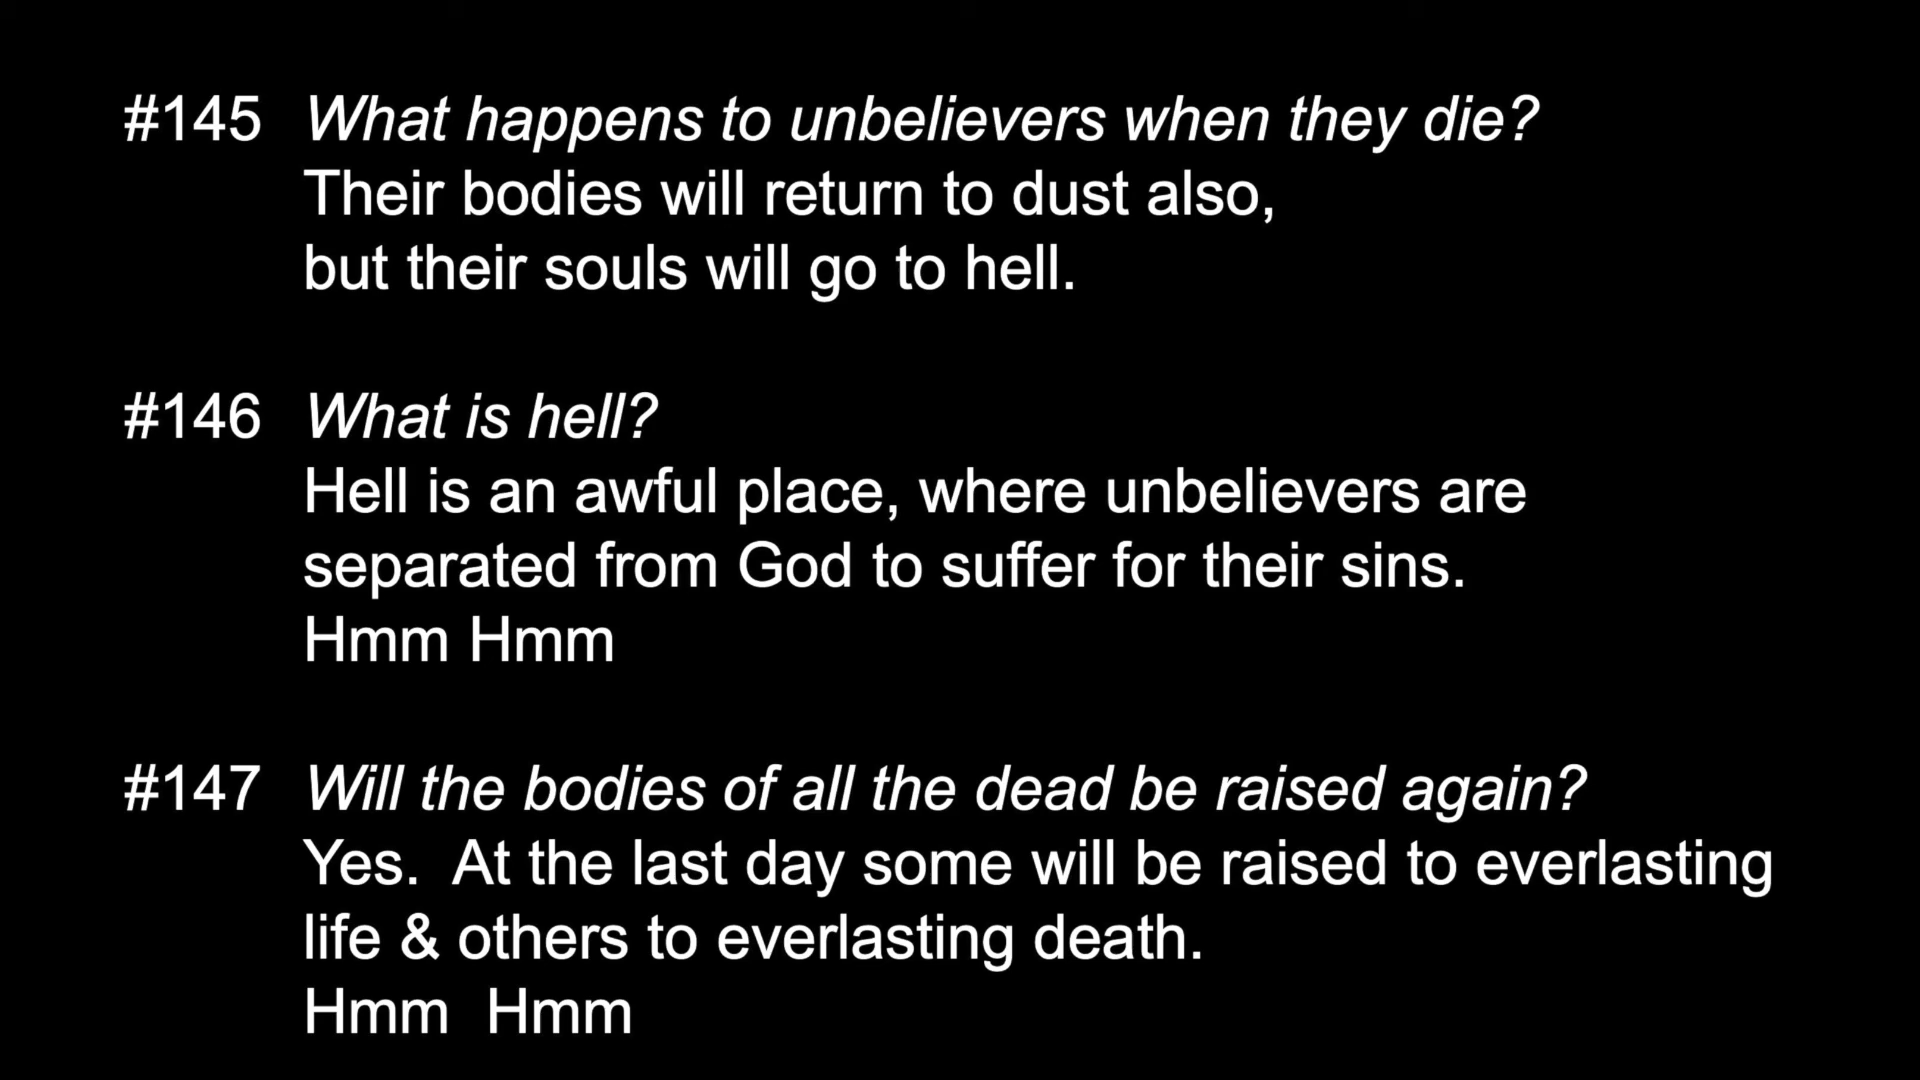 #145 What happens to unbelievers when they die?
Their bodies will return to dust also,
but their souls will go to hell.
#146 What is hell?
Hell is an awful place, where unbelievers are
separated from God to suffer for their sins.
Hmm Hmm
#147 Will the bodies of all the dead be raised again?
Yes.  At the last day some will be raised to everlasting
life & others to everlasting death.
Hmm  Hmm